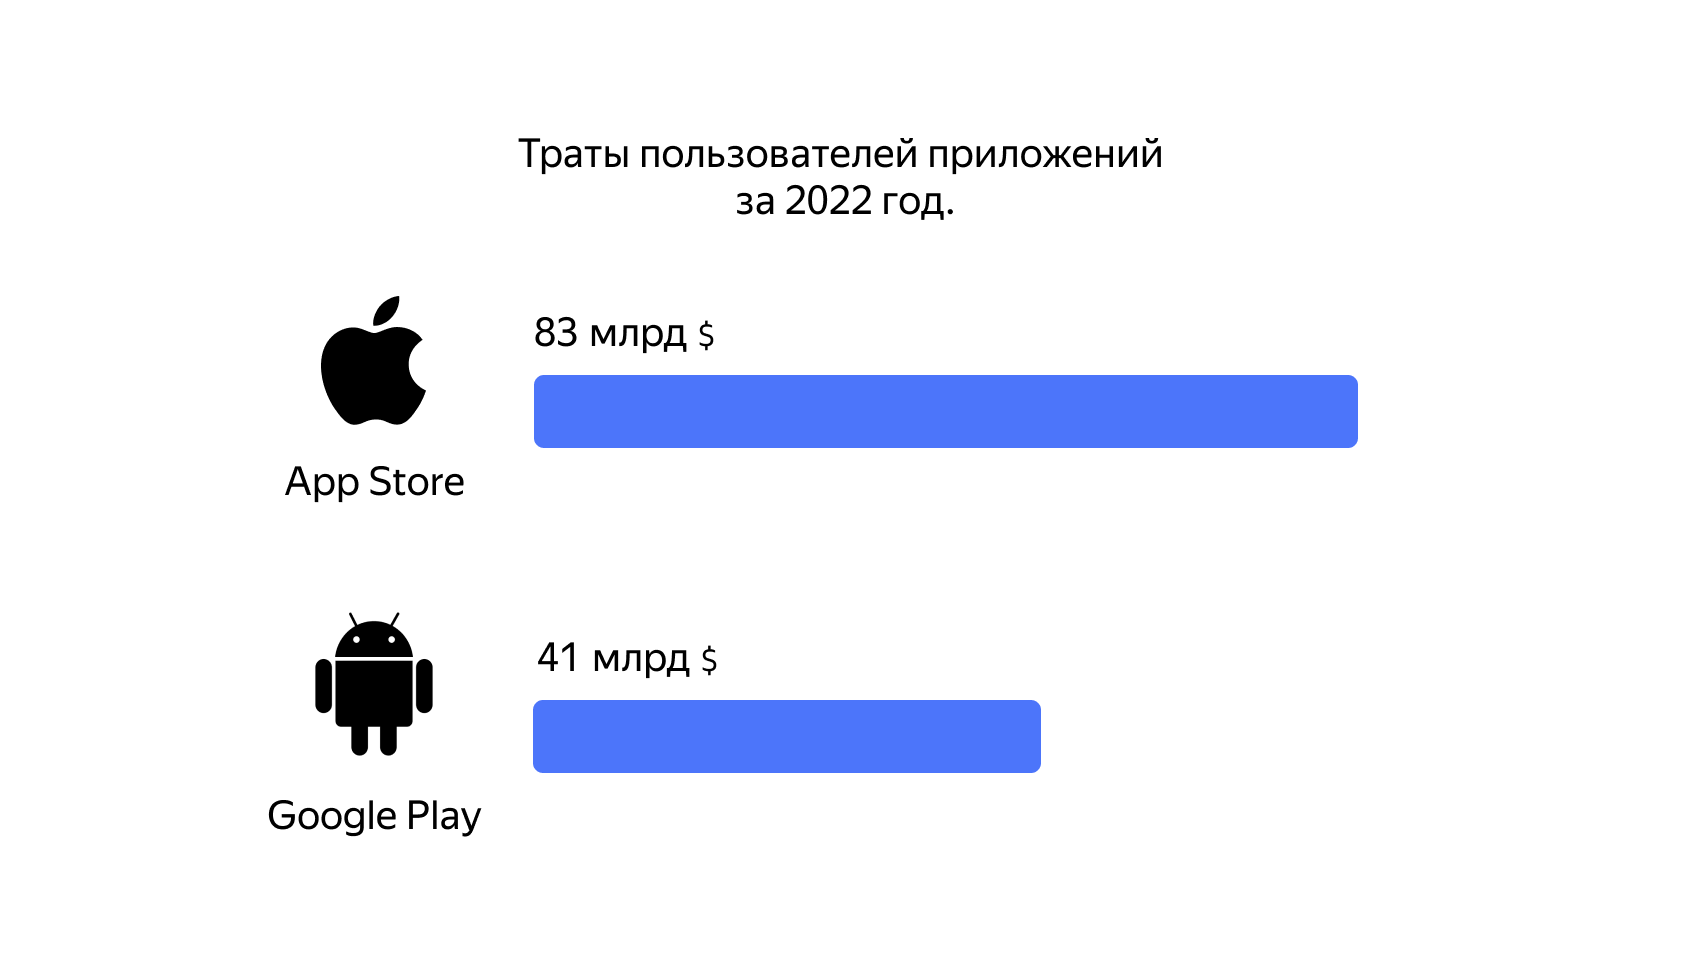 Траты пользователей приложений
за 2022 год.
83 млрд $
App Store
41 млрд $
Google Play